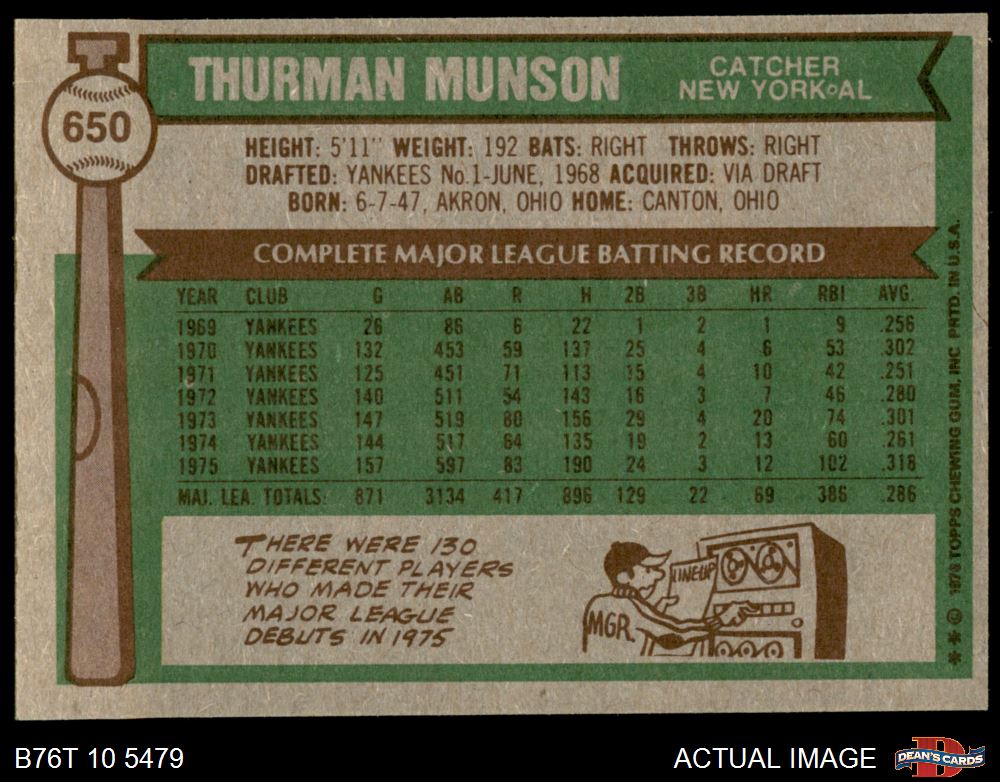 650
THURMAN MUNSON
CATCHER
NEW YORK-AL
HEIGHT: 5'11" WEIGHT: 192 BATS: RIGHT THROWS: RIGHT
DRAFTED: YANKEES No.1-JUNE, 1968 ACQUIRED: VIA DRAFT
BORN: 6-7-47, AKRON, OHIO HOME: CANTON, OHIO
COMPLETE MAJOR LEAGUE BATTING RECORD
YEAR CLUB G AB R H 2B 3B HR RBI AVG.
1969 YANKEES 26 86 6 22 1 2 1 9 .256
1970 YANKEES 132 453 59 137 25 4 6 53 .302
1971 YANKEES 125 451 71 113 15 4 10 42 .251
1972 YANKEES 140 511 54 143 16 3 7 46 .280
1973 YANKEES 147 519 80 156 29 4 20 74 .301
1974 YANKEES 144 517 64 135 19 2 13 60 .261
1975 YANKEES 157 597 83 190 24 3 12 102 .318
MAJ. LEA. TOTALS: 871 3134 417 896 129 22 69 386 .286
THERE WERE 130
DIFFERENT PLAYERS
WHO MADE THEIR
MAJOR LEAGUE
DEBUTS IN 1975
LINEUP
MGR.
* * © 1976 TOPPS CHEWING GUM, INC PRTD. IN U.S.A.
B76T 10 5479
ACTUAL IMAGE
D
DEAN'S CARDS